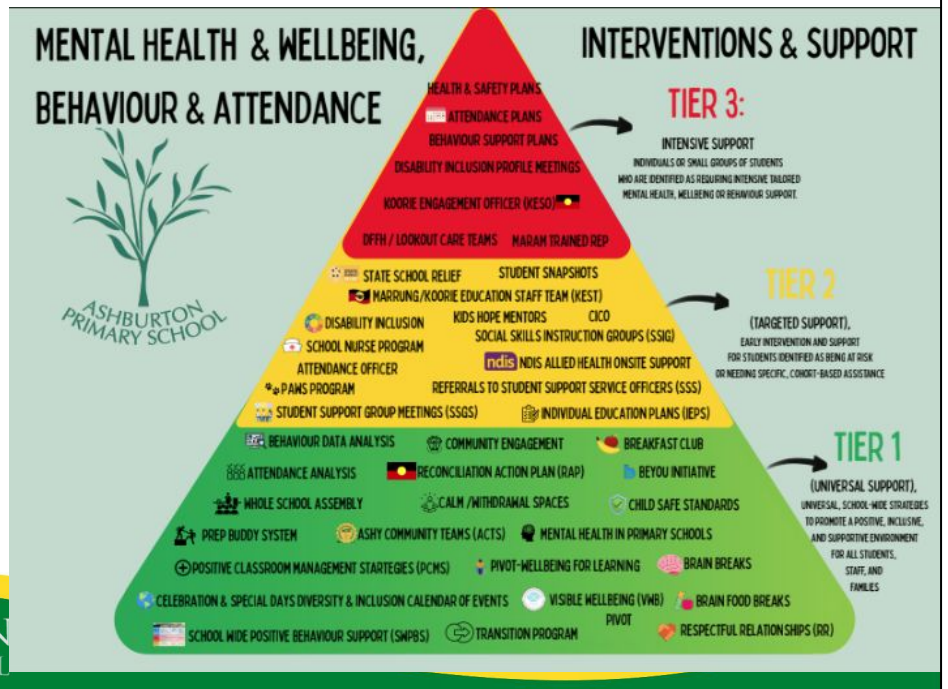 MENTAL HEALTH & WELLBEING,
BEHAVIOUR & ATTENDANCE
INTERVENTIONS & SUPPORT
ASHBURTON
PRIMARY SCHOOL
HEALTH & SAFETY PLANS
ATTENDANCE PLANS
BEHAVIOUR SUPPORT PLANS
DISABILITY INCLUSION PROFILE MEETINGS
KOORIE ENGAGEMENT OFFICER (KESO)
DFFH / LOOKOUT CARE TEAMS MARAM TRAINED REP
TIER 3:
INTENSIVE SUPPORT
INDIVIDUALS OR SMALL GROUPS OF STUDENTS
WHO ARE IDENTIFIED AS REQUIRING INTENSIVE TAILORED
MENTAL HEALTH, WELLBEING OR BEHAVIOUR SUPPORT.
STATE SCHOOL RELIEF STUDENT SNAPSHOTS
MARRUNG/KOORIE EDUCATION STAFF TEAM (KEST)
DISABILITY INCLUSION KIDS HOPE MENTORS CICO
SOCIAL SKILLS INSTRUCTION GROUPS (SSIG)
SCHOOL NURSE PROGRAM
ndis NDIS ALLIED HEALTH ONSITE SUPPORT
ATTENDANCE OFFICER
PAWS PROGRAM REFERRALS TO STUDENT SUPPORT SERVICE OFFICERS (SSS)
STUDENT SUPPORT GROUP MEETINGS (SSGS) INDIVIDUAL EDUCATION PLANS (IEPS)
TIER 2
(TARGETED SUPPORT),
EARLY INTERVENTION AND SUPPORT
FOR STUDENTS IDENTIFIED AS BEING AT RISK
OR NEEDING SPECIFIC, COHORT-BASED ASSISTANCE
BEHAVIOUR DATA ANALYSIS COMMUNITY ENGAGEMENT BREAKFAST CLUB
ATTENDANCE ANALYSIS RECONCILIATION ACTION PLAN (RAP) BEYOU INITIATIVE
WHOLE SCHOOL ASSEMBLY CALM /WITHDRAWAL SPACES CHILD SAFE STANDARDS
PREP BUDDY SYSTEM ASHY COMMUNITY TEAMS (ACTS) MENTAL HEALTH IN PRIMARY SCHOOLS
POSITIVE CLASSROOM MANAGEMENT STARTEGIES (PCMS) PIVOT-WELLBEING FOR LEARNING BRAIN BREAKS
CELEBRATION & SPECIAL DAYS DIVERSITY & INCLUSION CALENDAR OF EVENTS VISIBLE WELLBEING (VWB) BRAIN FOOD BREAKS
PIVOT
SCHOOL WIDE POSITIVE BEHAVIOUR SUPPORT (SWPBS) TRANSITION PROGRAM RESPECTFUL RELATIONSHIPS (RR)
TIER 1
(UNIVERSAL SUPPORT),
UNIVERSAL, SCHOOL-WIDE STRATEGIES
TO PROMOTE A POSITIVE, INCLUSIVE,
AND SUPPORTIVE ENVIRONMENT
FOR ALL STUDENTS,
STAFF, AND
FAMILIES